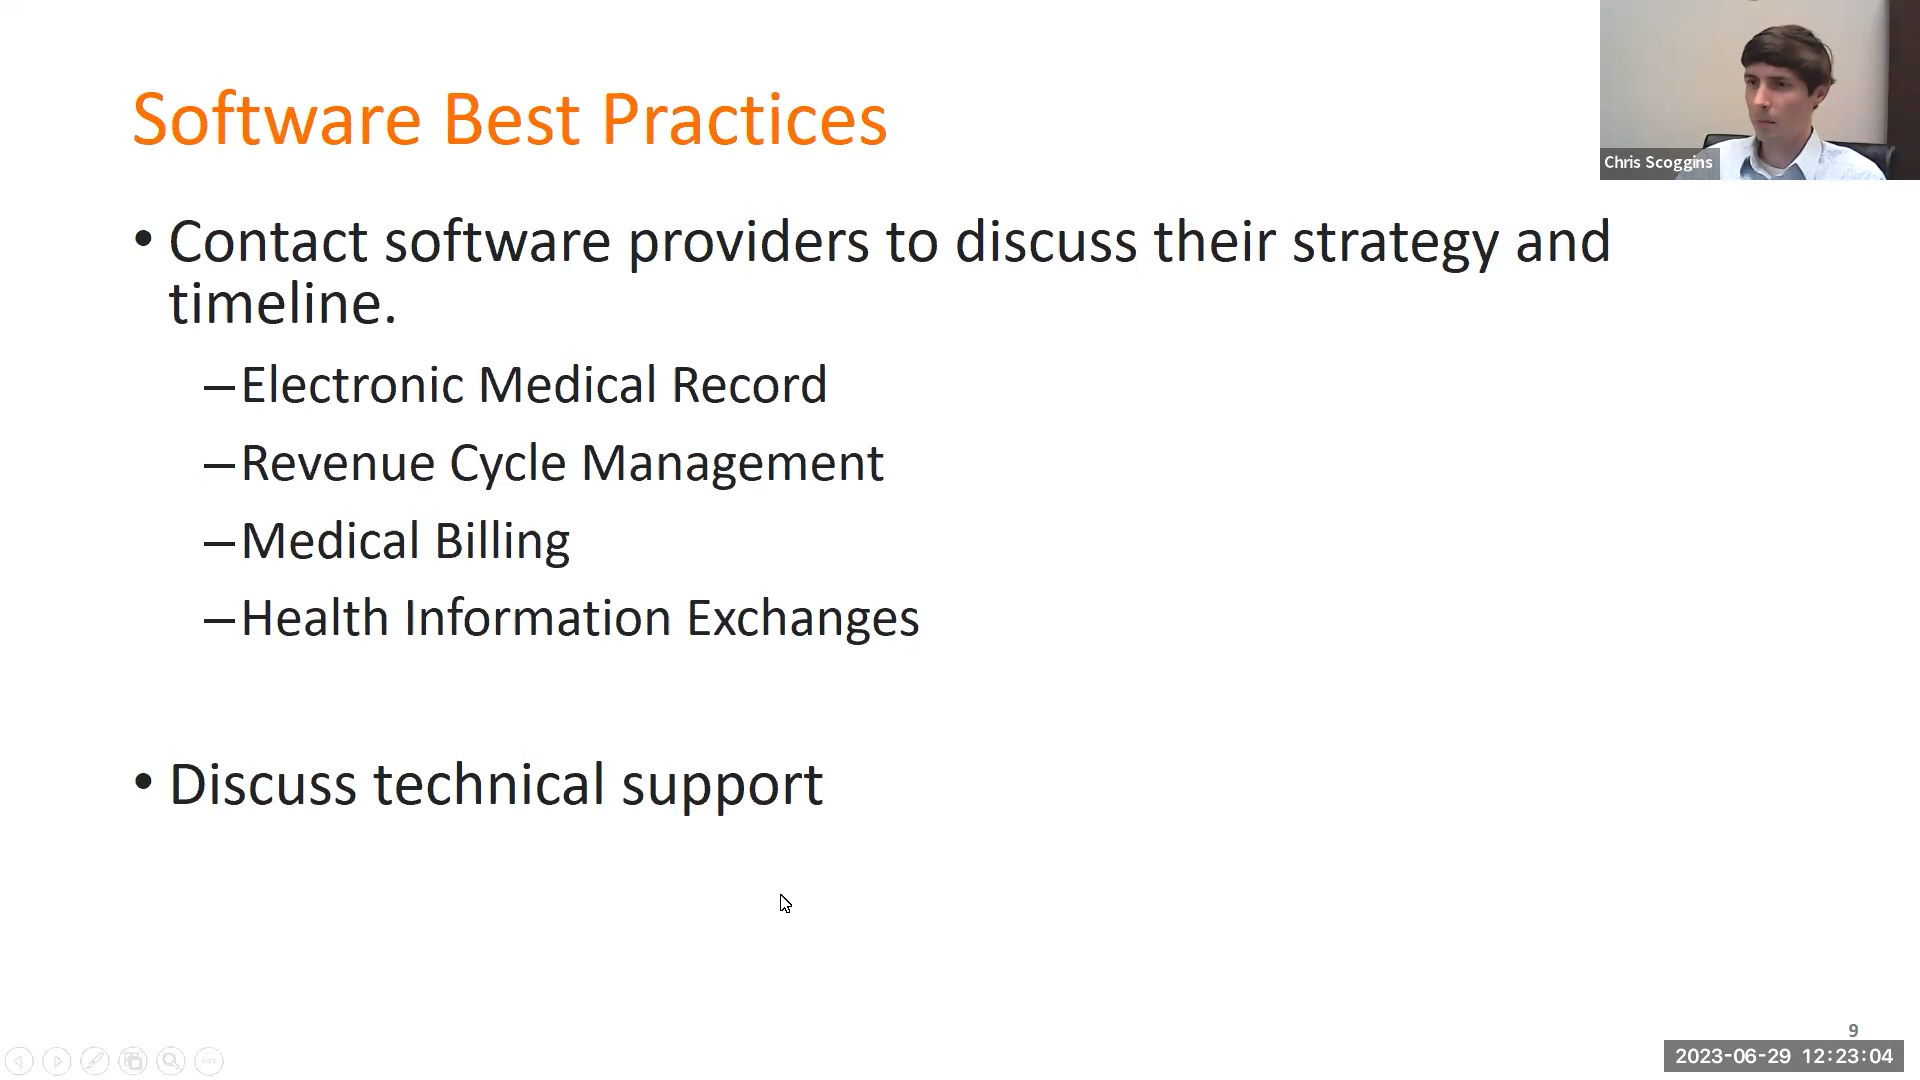 Software Best Practices
Chris Scoggins
• Contact software providers to discuss their strategy and
timeline.
–Electronic Medical Record
–Revenue Cycle Management
–Medical Billing
–Health Information Exchanges
• Discuss technical support
9
2023-06-29 12:23:04